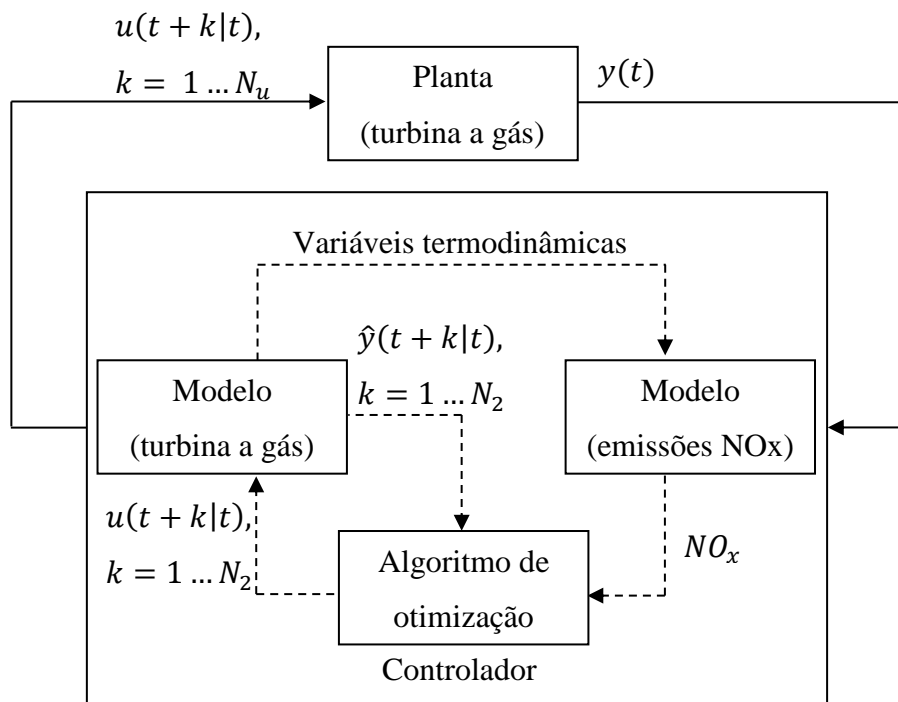 u(t + k|t),
k = 1 … N_u
Planta
(turbina a gás)
y(t)
Variáveis termodinâmicas
ŷ(t + k|t),
k = 1 … N_2
Modelo
(turbina a gás)
Modelo
(emissões NOx)
u(t + k|t),
k = 1 … N_2
Algoritmo de
otimização
NO_x
Controlador